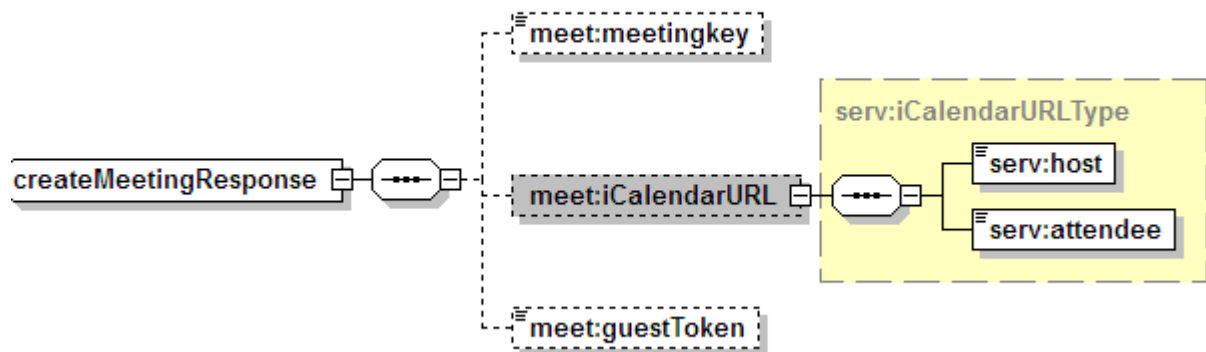 meet:meetingkey
serv:iCalendarURLType
createMeetingResponse
serv:host
meet:iCalendarURL
serv:attendee
meet:guestToken